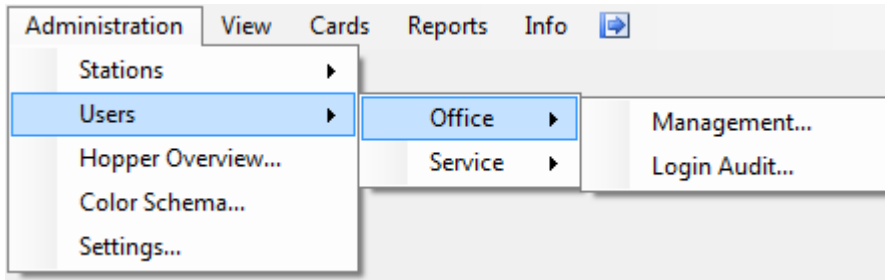 Administration View Cards Reports Info
Stations
Users Office Management...
Hopper Overview... Service Login Audit...
Color Schema...
Settings...